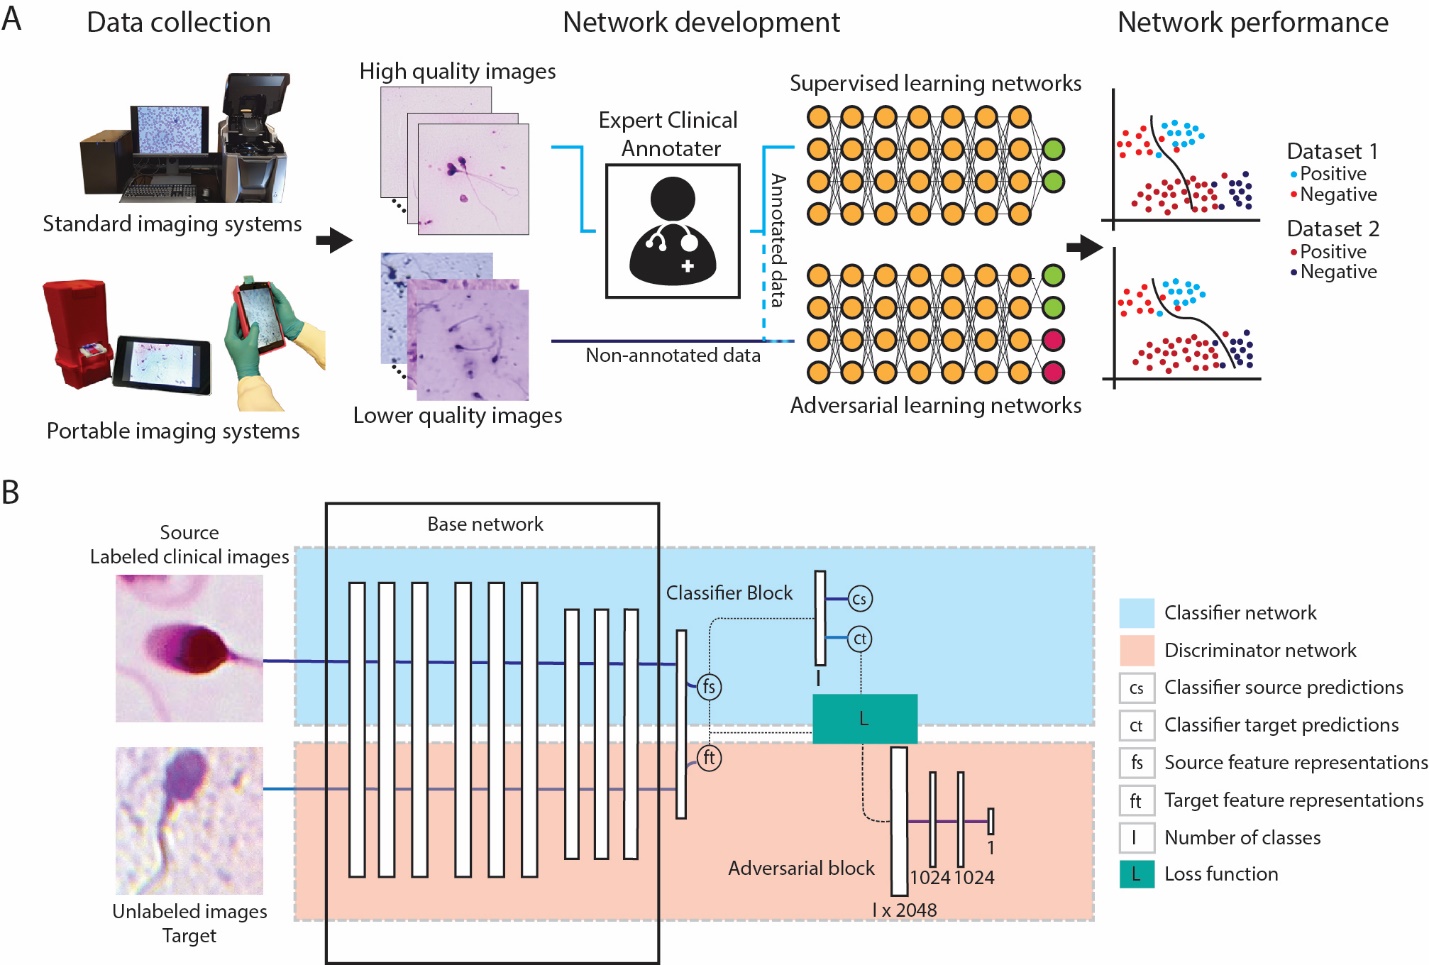 A
Data collection
Network development
Network performance
High quality images
Standard imaging systems
Portable imaging systems
Lower quality images
Expert Clinical
Annotater
Annotated data
Non-annotated data
Supervised learning networks
Adversarial learning networks
Dataset 1
Positive
Negative
Dataset 2
Positive
Negative
B
Source
Labeled clinical images
Unlabeled images
Target
Base network
Classifier Block
fs
ft
cs
ct
l
L
Adversarial block
l x 2048
1024
1024
1
Classifier network
Discriminator network
cs Classifier source predictions
ct Classifier target predictions
fs Source feature representations
ft Target feature representations
l Number of classes
L Loss function